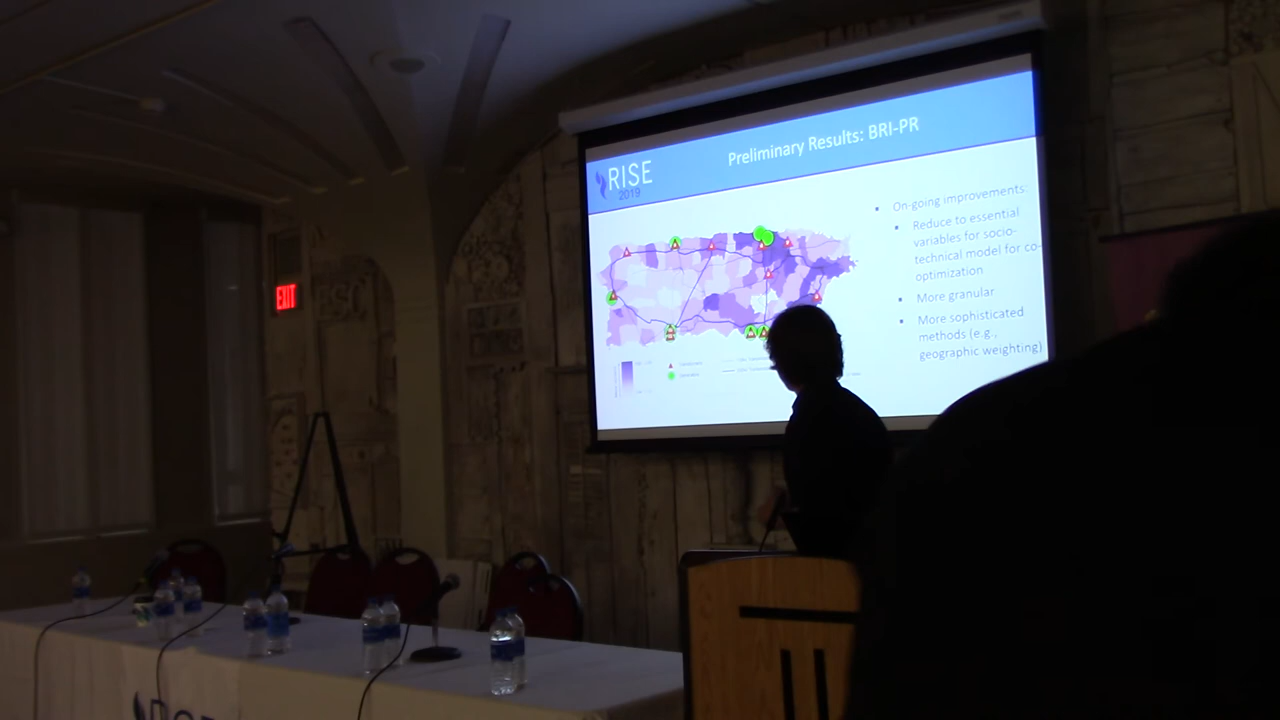 Preliminary Results: BRI-PR
RISE
2019
On-going improvements:
Reduce to essential
variables for socio-
technical model for co-
optimization
More granular
More sophisticated
methods (e.g.,
geographic weighting)
EXIT